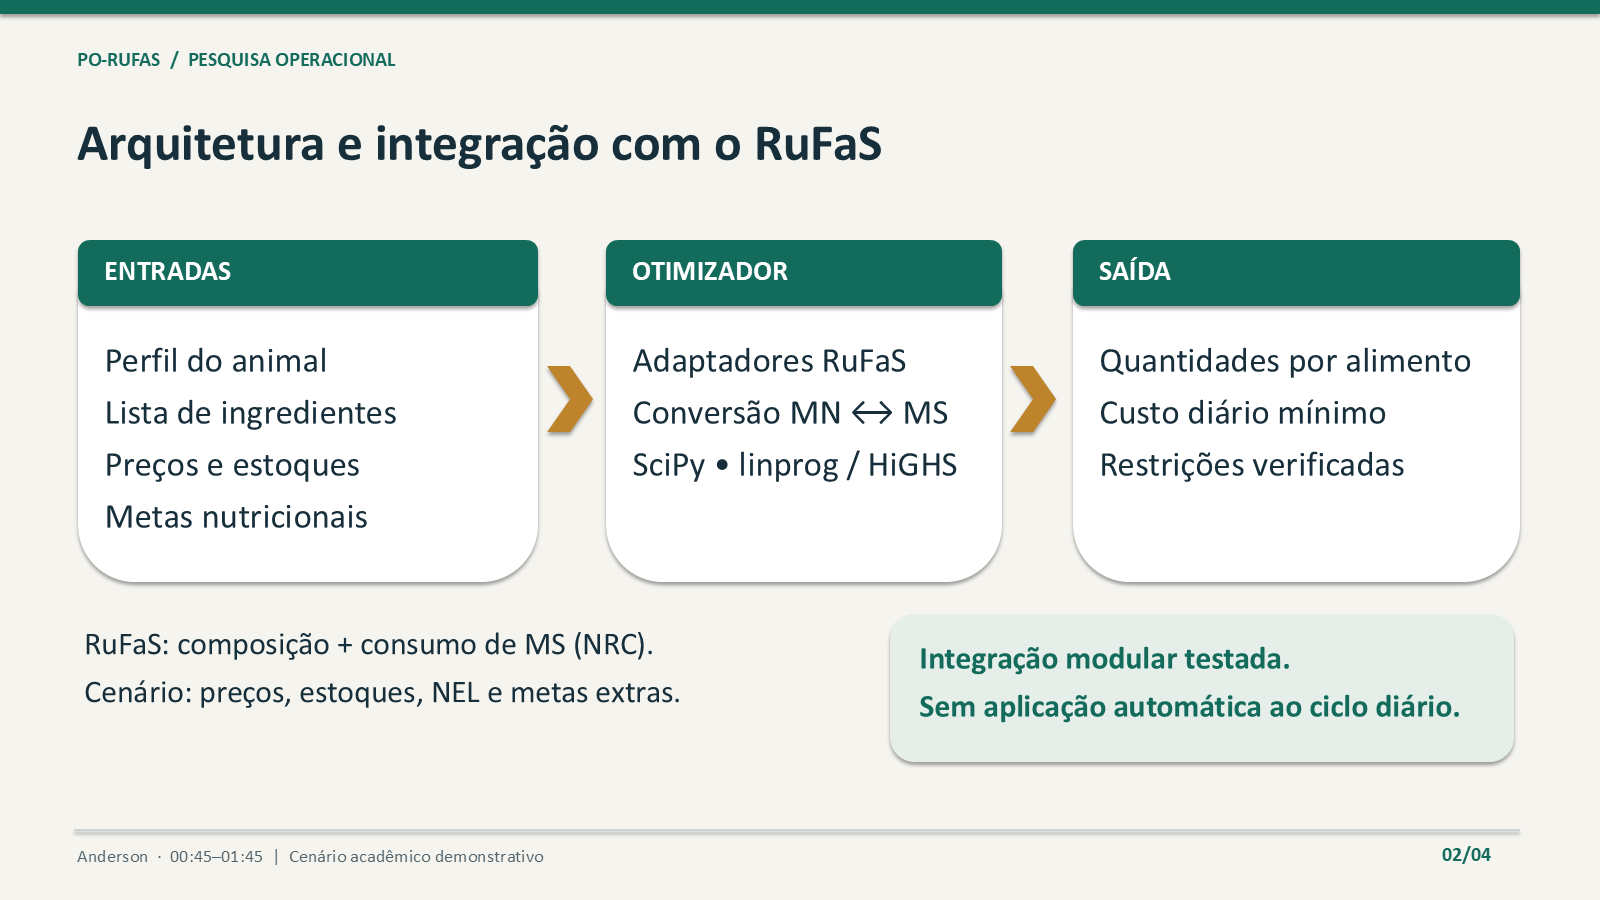 PO-RUFAS / PESQUISA OPERACIONAL
Arquitetura e integração com o RuFaS
ENTRADAS
Perfil do animal
Lista de ingredientes
Preços e estoques
Metas nutricionais
OTIMIZADOR
Adaptadores RuFaS
Conversão MN ↔ MS
SciPy • linprog / HiGHS
SAÍDA
Quantidades por alimento
Custo diário mínimo
Restrições verificadas
RuFaS: composição + consumo de MS (NRC).
Cenário: preços, estoques, NEL e metas extras.
Integração modular testada.
Sem aplicação automática ao ciclo diário.
Anderson · 00:45–01:45 | Cenário acadêmico demonstrativo
02/04